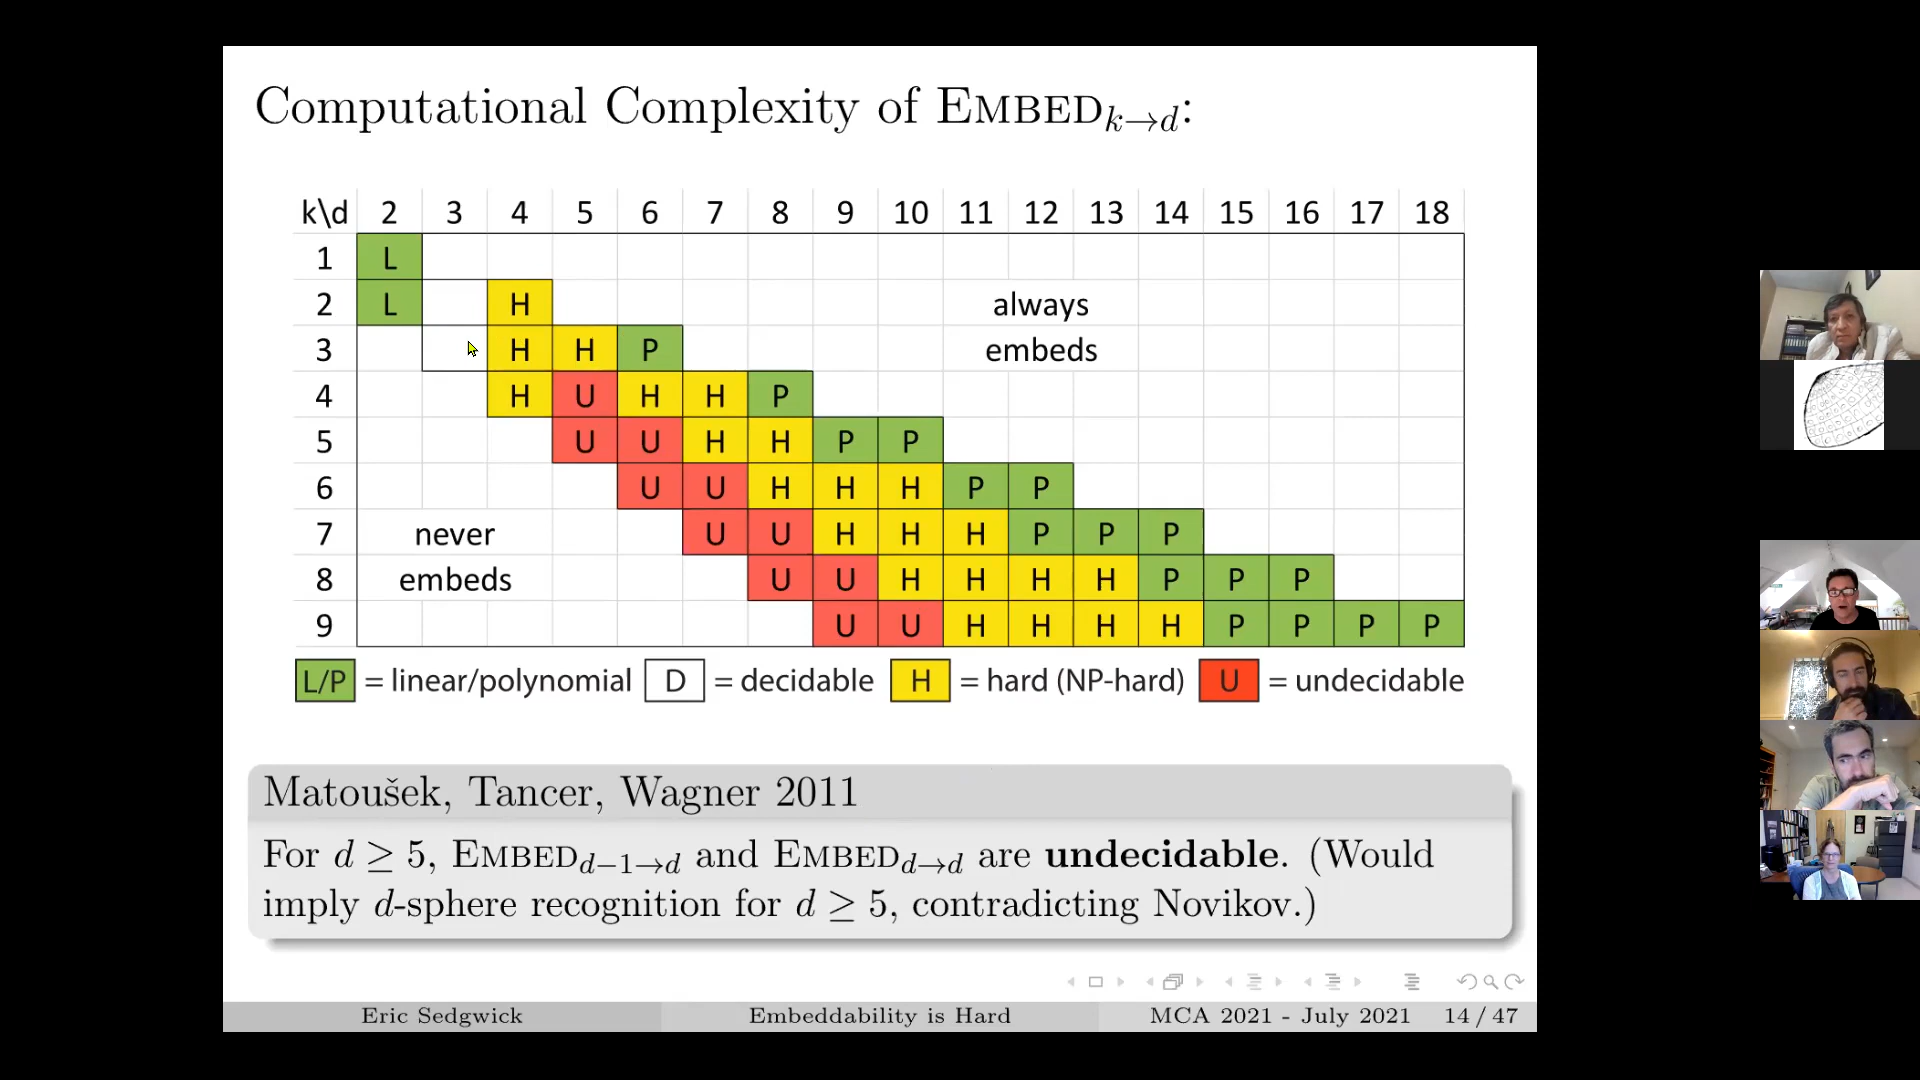 Computational Complexity of EMBEDk→d:
k\d 2 3 4 5 6 7 8 9 10 11 12 13 14 15 16 17 18
1 L
2 L H always
3 H H P embeds
4 H U H H P
5 U U H H P P
6 U U H H H P P
7 never U U H H H P P P
8 embeds U U H H H H P P P
9 U U H H H H P P P P
L/P = linear/polynomial D = decidable H = hard (NP-hard) U = undecidable
Matoušek, Tancer, Wagner 2011
For d ≥ 5, EMBEDd−1→d and EMBEDd→d are undecidable. (Would
imply d-sphere recognition for d ≥ 5, contradicting Novikov.)
Eric Sedgwick Embeddability is Hard MCA 2021 - July 2021 14 / 47